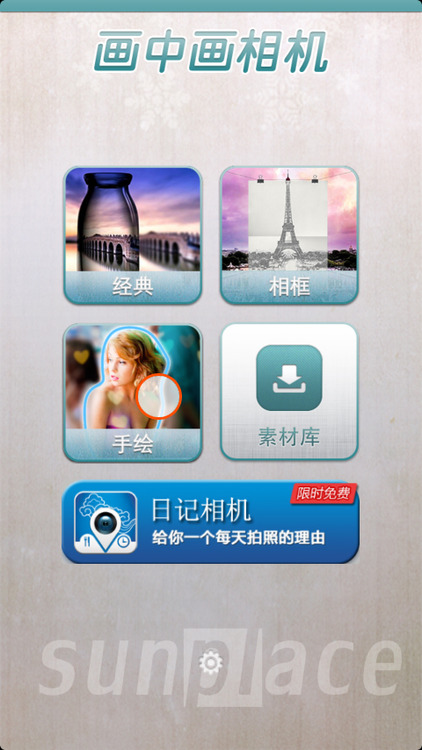 画中画相机
经典
相框
手绘
素材库
限时免费
日记相机
给你一个每天拍照的理由
sunplace